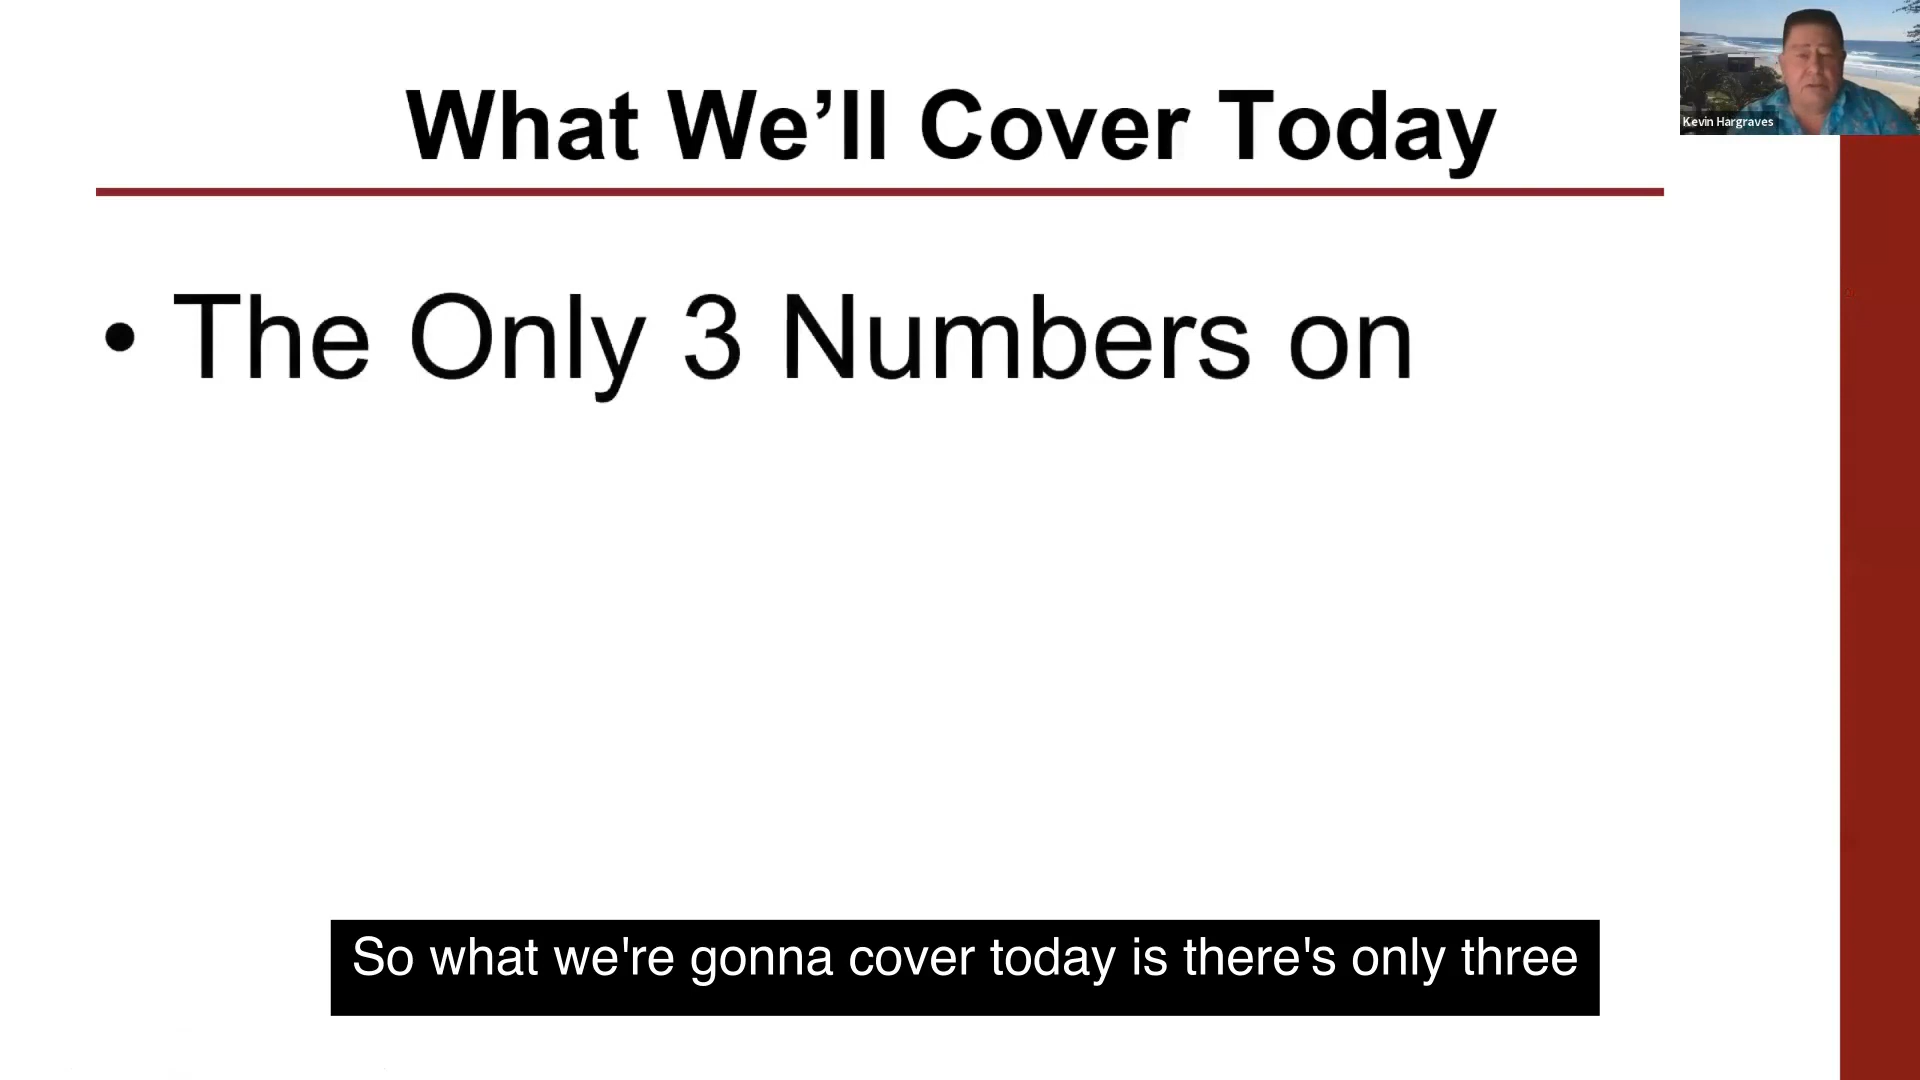 What We’ll Cover Today
Kevin Hargraves
• The Only 3 Numbers on
So what we're gonna cover today is there's only three